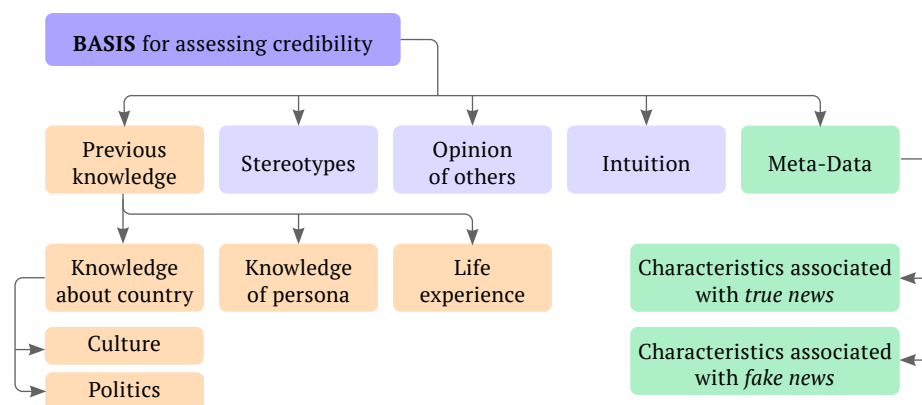 BASIS for assessing credibility
Previous
knowledge
Stereotypes
Opinion
of others
Intuition
Meta-Data
Knowledge
about country
Knowledge
of persona
Life
experience
Characteristics associated
with true news
Culture
Characteristics associated
with fake news
Politics